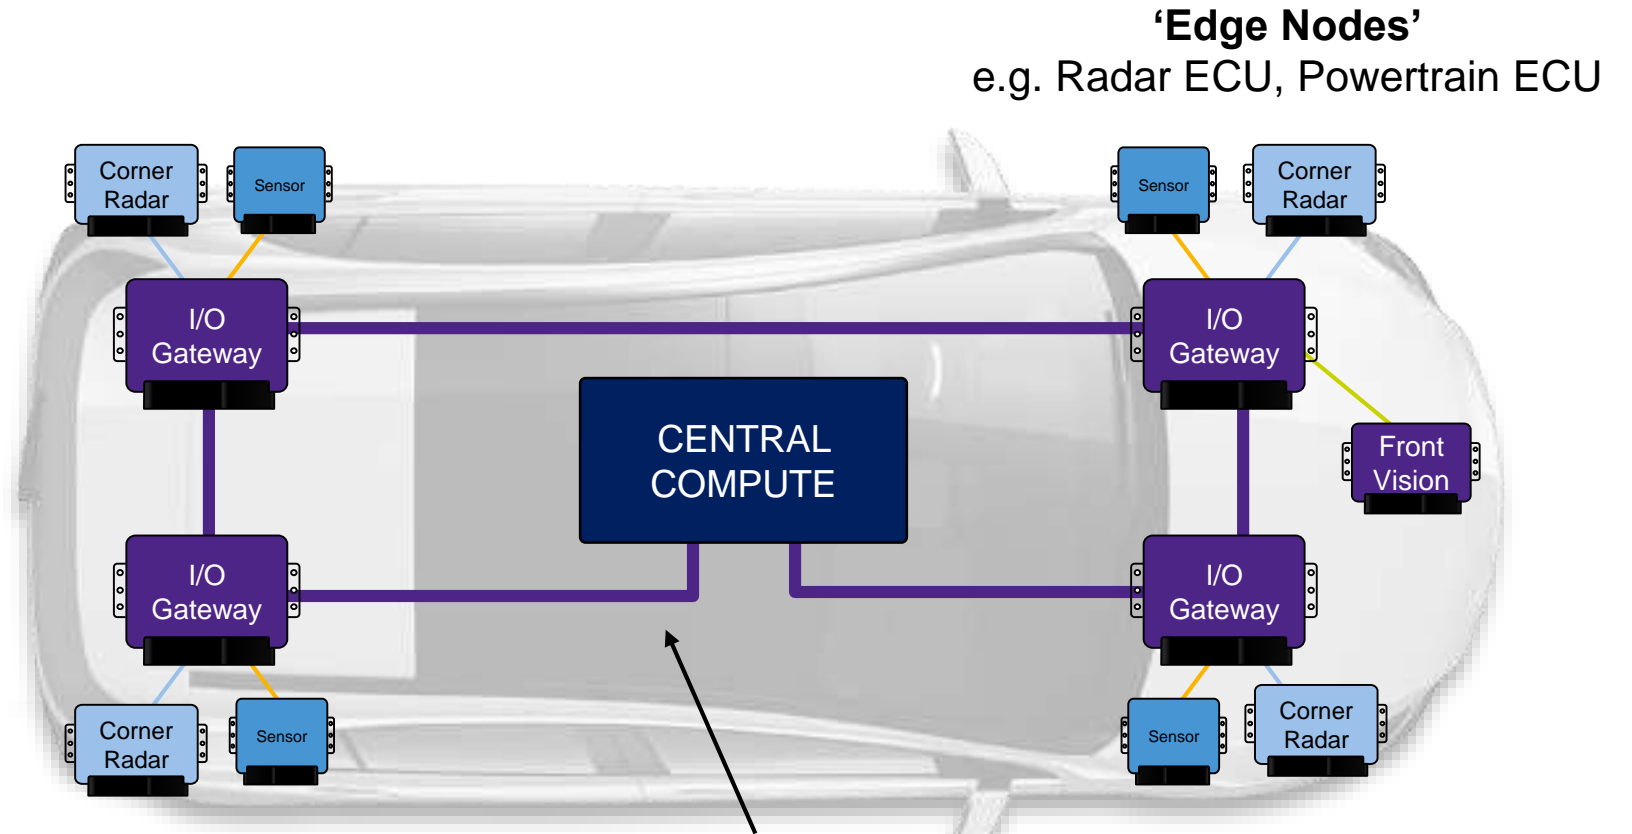 ‘Edge Nodes’
e.g. Radar ECU, Powertrain ECU
Corner
Radar
Sensor
Sensor
Corner
Radar
I/O
Gateway
I/O
Gateway
CENTRAL
COMPUTE
Front
Vision
I/O
Gateway
I/O
Gateway
Corner
Radar
Sensor
Sensor
Corner
Radar